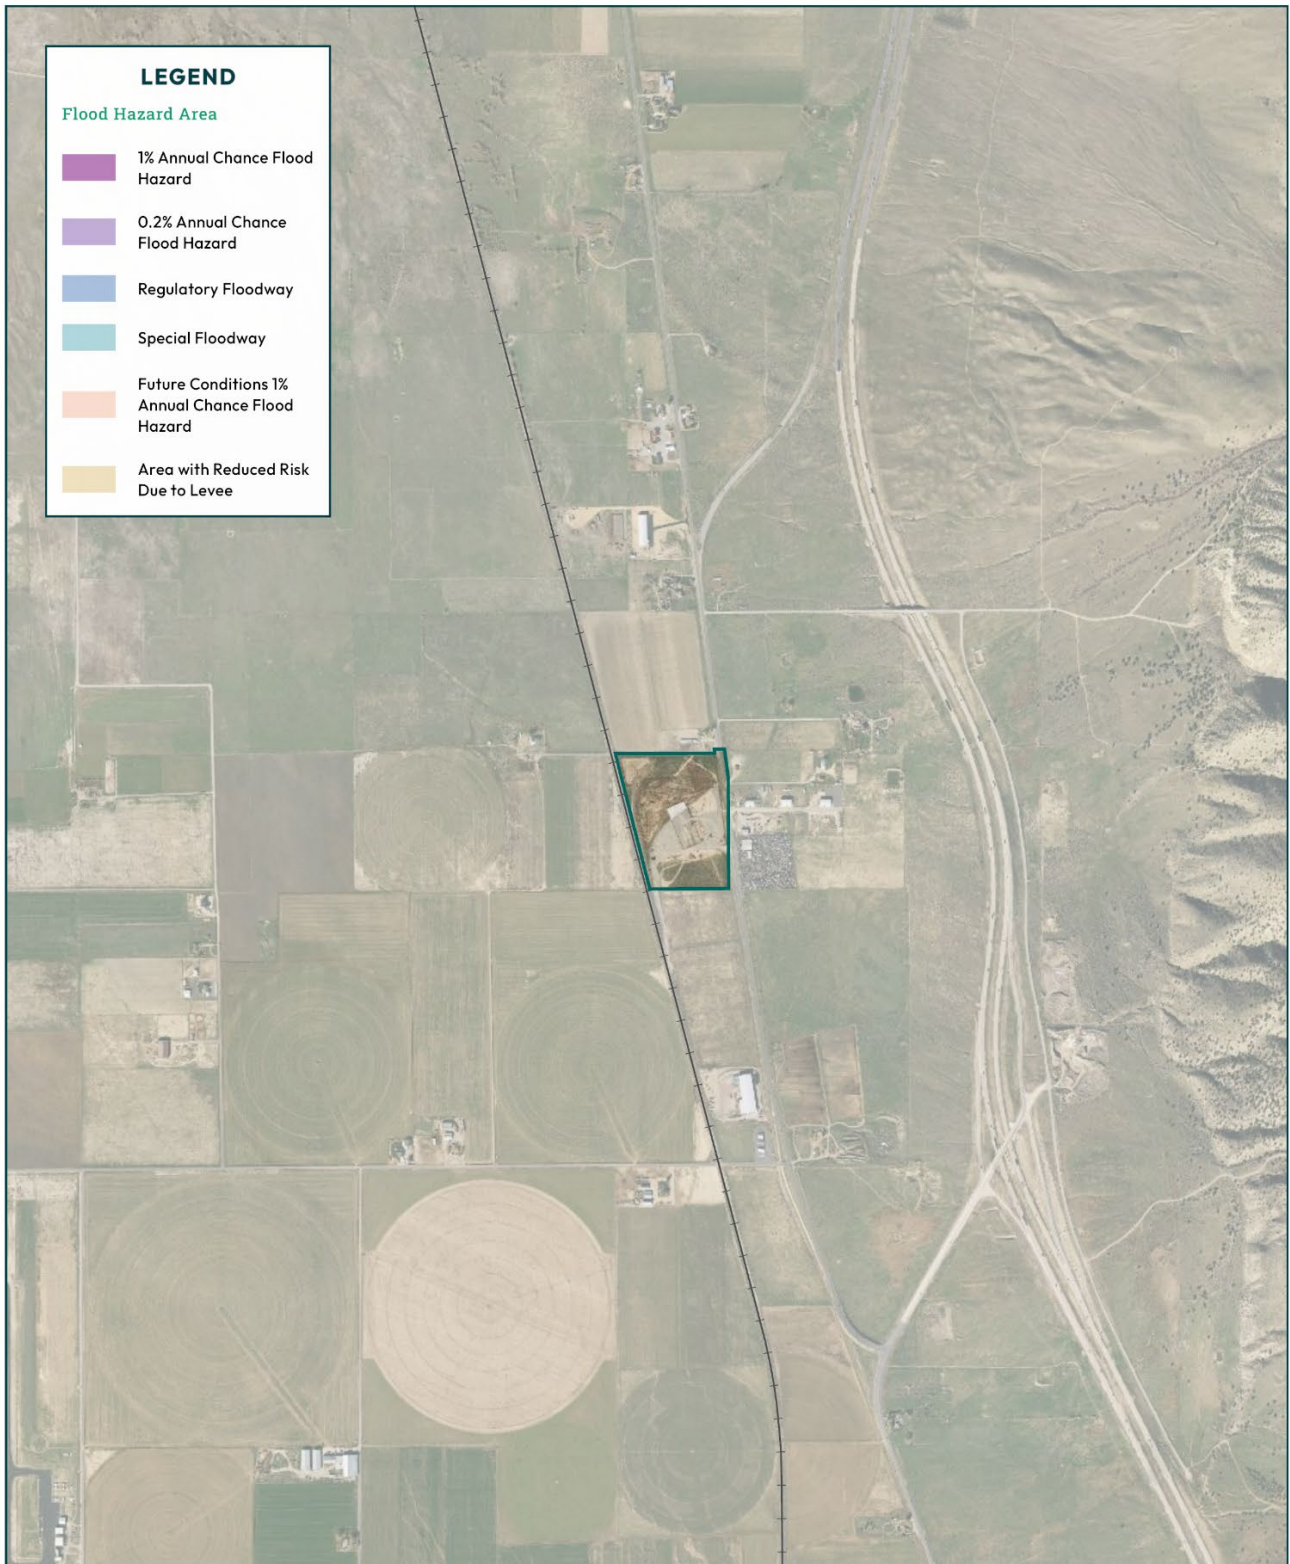 LEGEND
Flood Hazard Area
1% Annual Chance Flood
Hazard
0.2% Annual Chance
Flood Hazard
Regulatory Floodway
Special Floodway
Future Conditions 1%
Annual Chance Flood
Hazard
Area with Reduced Risk
Due to Levee